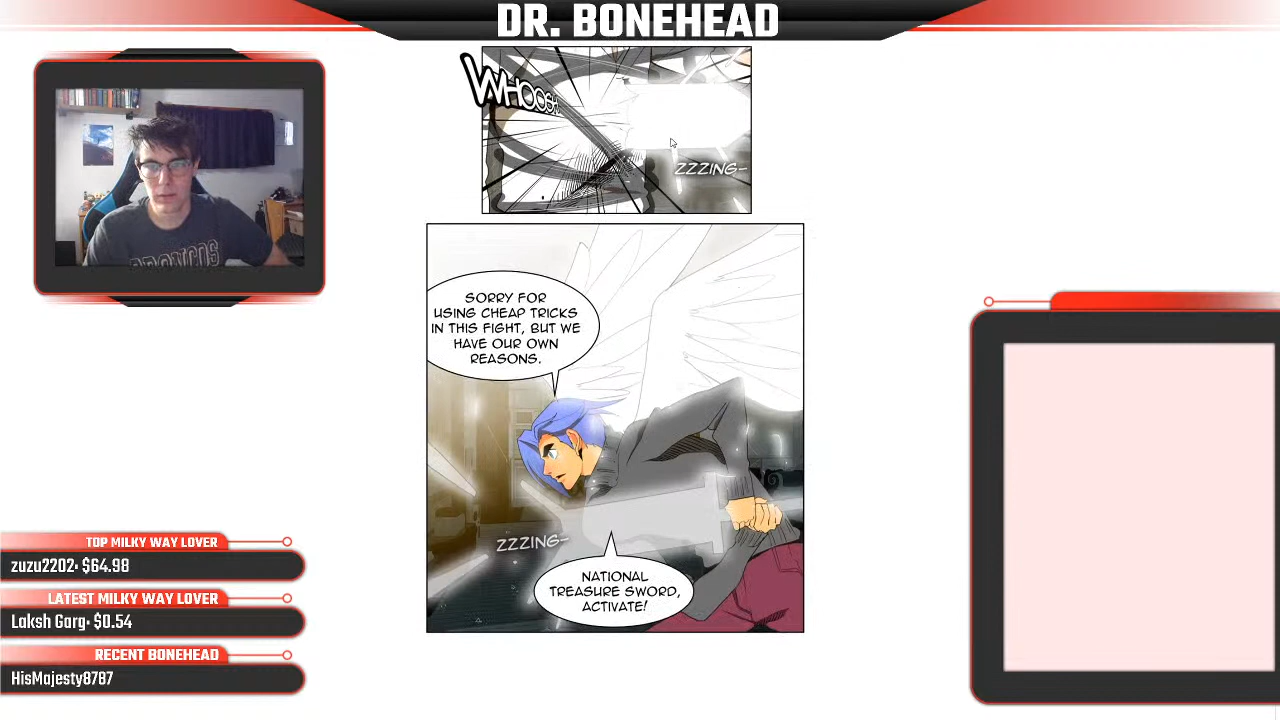 DR. BONEHEAD
WHOOSH
ZZZING~
SORRY FOR
USING CHEAP TRICKS
IN THIS FIGHT, BUT WE
HAVE OUR OWN
REASONS.
ZZZING~
NATIONAL
TREASURE SWORD,
ACTIVATE!
BRONCOS
TOP MILKY WAY LOVER
zuzu2202• $64.98
LATEST MILKY WAY LOVER
Laksh Garg• $0.54
RECENT BONEHEAD
HisMajesty8787